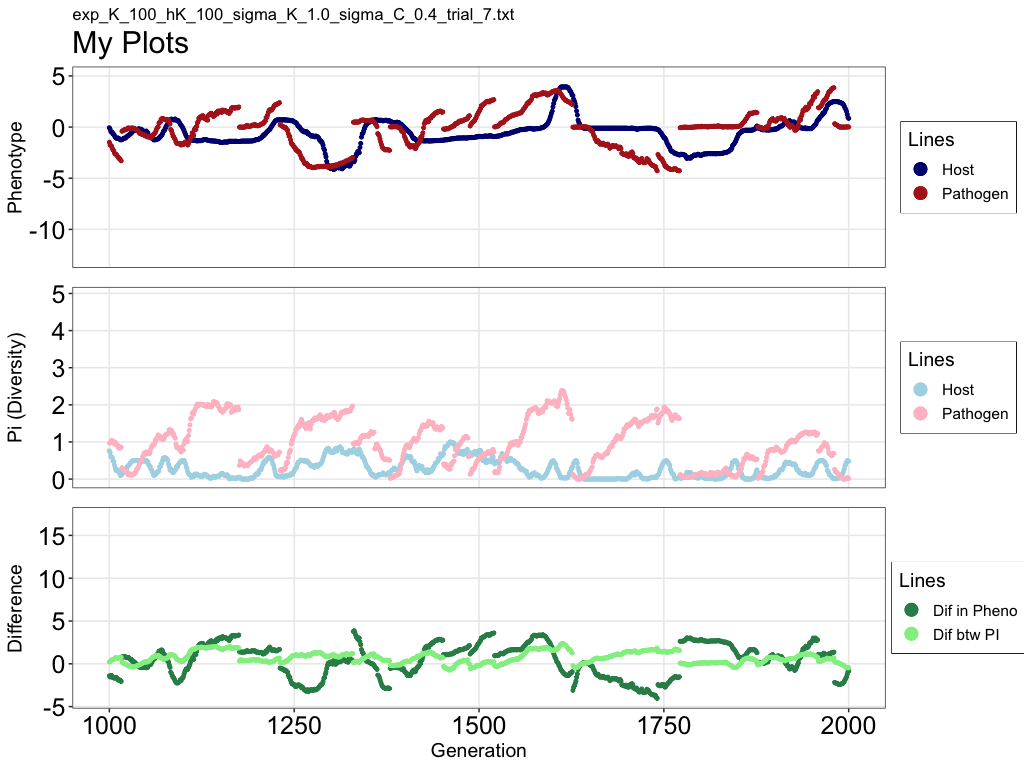 exp_K_100_hK_100_sigma_K_1.0_sigma_C_0.4_trial_7.txt
My Plots
Phenotype
5
0
-5
-10
Lines
Host
Pathogen
Pi (Diversity)
5
4
3
2
1
0
Lines
Host
Pathogen
Difference
15
10
5
0
-5
Lines
Dif in Pheno
Dif btw PI
1000 1250 1500 1750 2000
Generation